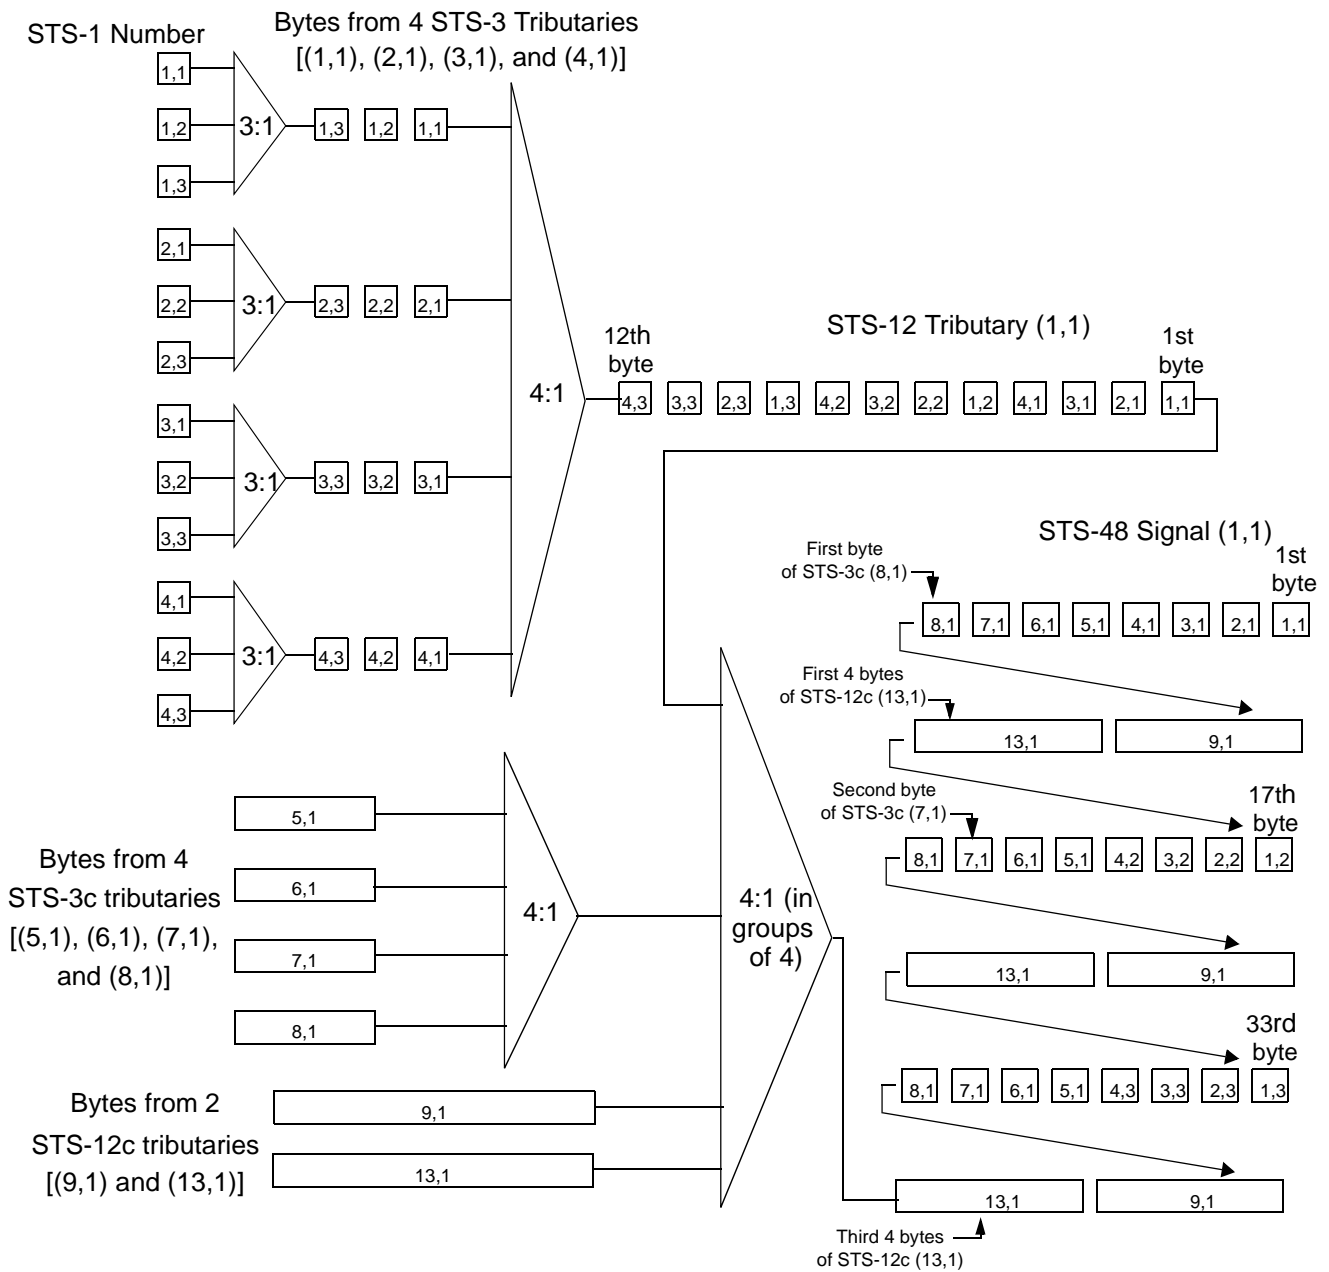 STS-1 Number
Bytes from 4 STS-3 Tributaries
[(1,1), (2,1), (3,1), and (4,1)]
1,1
1,2
1,3
3:1
1,3 1,2 1,1
2,1
2,2
2,3
3:1
2,3 2,2 2,1
3,1
3,2
3,3
3:1
3,3 3,2 3,1
4,1
4,2
4,3
3:1
4,3 4,2 4,1
4:1
STS-12 Tributary (1,1)
12th
byte
1st
byte
4,3 3,3 2,3 1,3 4,2 3,2 2,2 1,2 4,1 3,1 2,1 1,1
Bytes from 4
STS-3c tributaries
[(5,1), (6,1), (7,1),
and (8,1)]
5,1
6,1
7,1
8,1
4:1
Bytes from 2
STS-12c tributaries
[(9,1) and (13,1)]
9,1
13,1
4:1 (in
groups
of 4)
STS-48 Signal (1,1)
First byte
of STS-3c (8,1)
1st
byte
8,1 7,1 6,1 5,1 4,1 3,1 2,1 1,1
First 4 bytes
of STS-12c (13,1)
13,1 9,1
Second byte
of STS-3c (7,1)
17th
byte
8,1 7,1 6,1 5,1 4,2 3,2 2,2 1,2
13,1 9,1
33rd
byte
8,1 7,1 6,1 5,1 4,3 3,3 2,3 1,3
13,1 9,1
Third 4 bytes
of STS-12c (13,1)